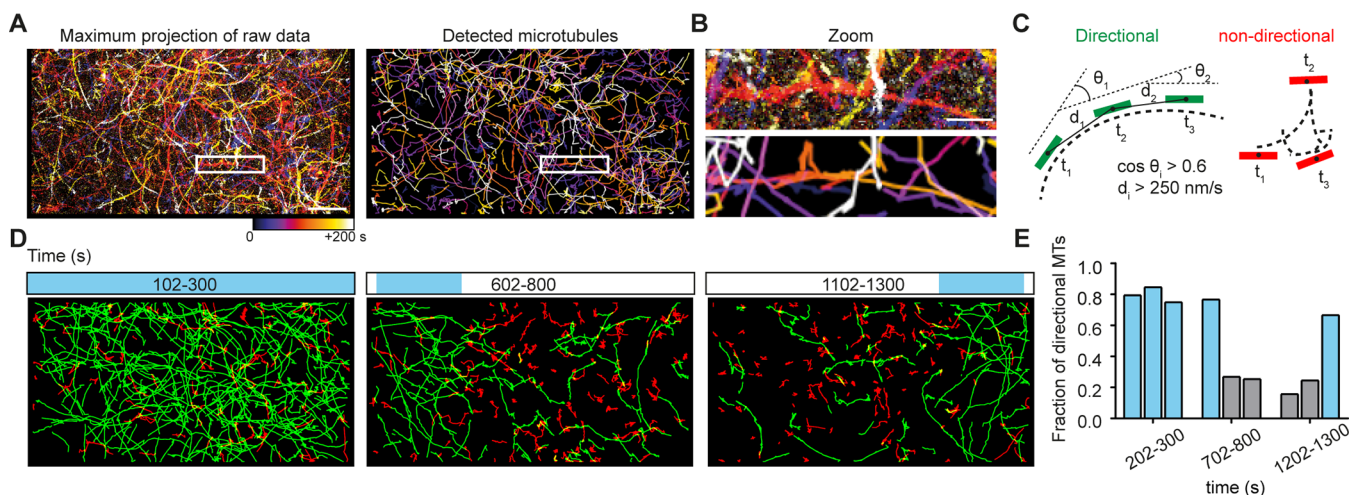 A
Maximum projection of raw data
Detected microtubules
0
+200 s
B
Zoom
C
Directional
non-directional
θ1
θ2
d1
d2
t1
t2
t3
cos θi > 0.6
di > 250 nm/s
t2
t1
t3
D
Time (s)
102-300
602-800
1102-1300
E
Fraction of directional MTs
1.0
0.8
0.6
0.4
0.2
0.0
202-300
702-800
1202-1300
time (s)